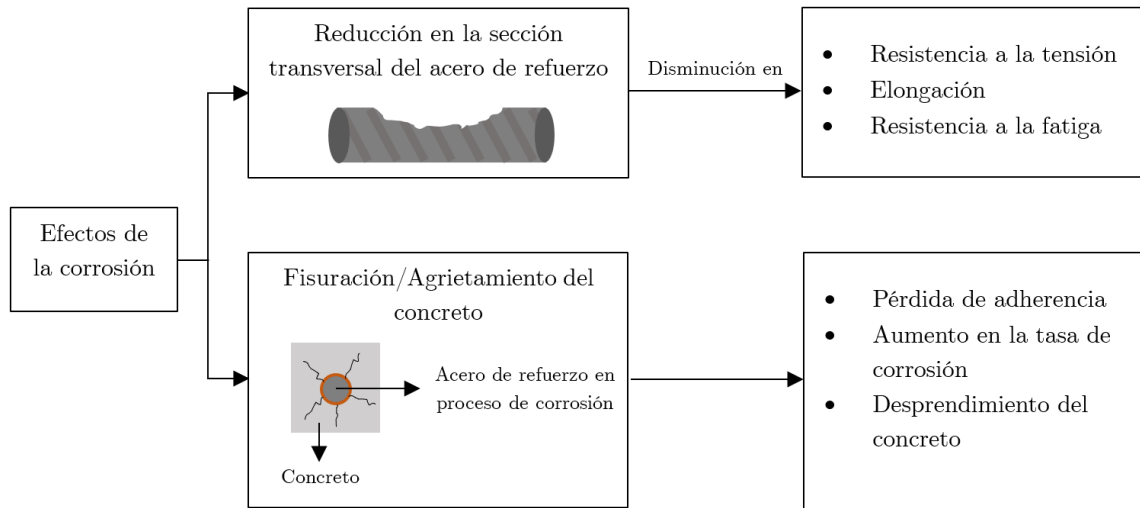 Efectos de
la corrosión
Reducción en la sección
transversal del acero de refuerzo
Disminución en
• Resistencia a la tensión
• Elongación
• Resistencia a la fatiga
Fisuración/Agrietamiento del
concreto
Acero de refuerzo en
proceso de corrosión
Concreto
• Pérdida de adherencia
• Aumento en la tasa de
corrosión
• Desprendimiento del
concreto